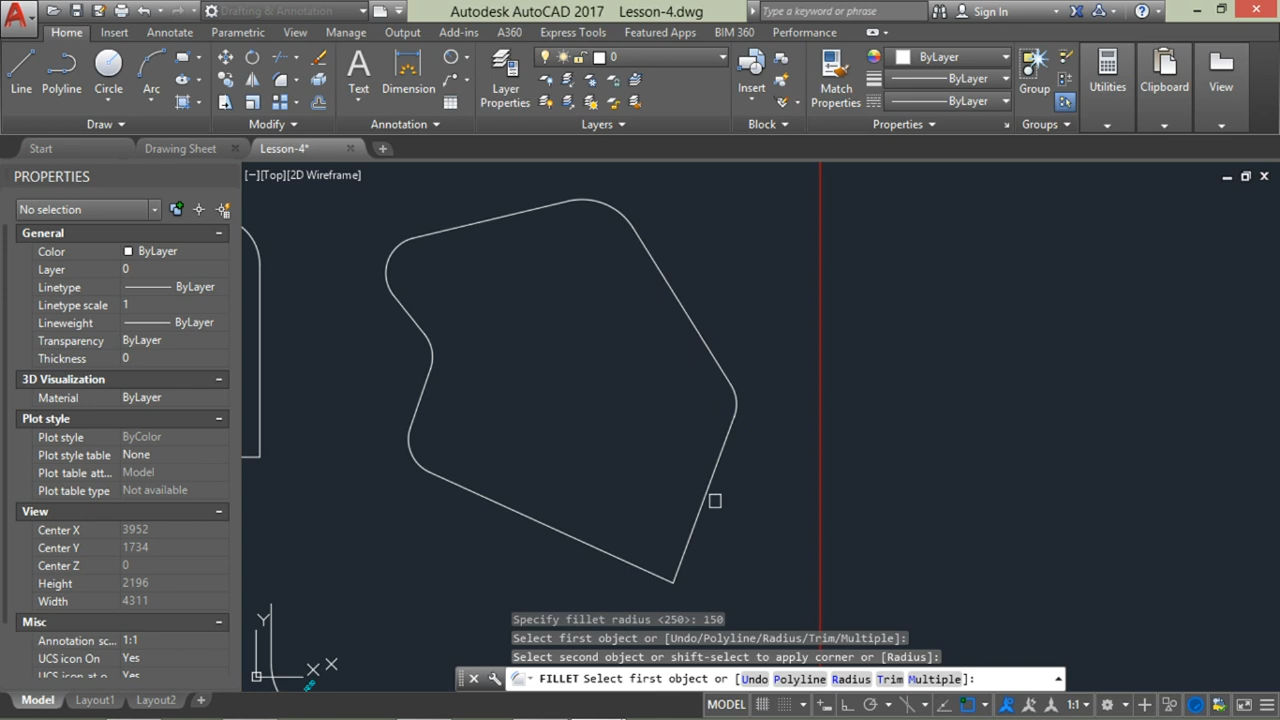 Drafting & Annotation
Autodesk AutoCAD 2017 Lesson-4.dwg
Type a keyword or phrase
Sign In
Home Insert Annotate Parametric View Manage Output Add-ins A360 Express Tools Featured Apps BIM 360 Performance
Line Polyline Circle Arc
Text Dimension
Layer Properties
0
Insert
Match Properties
ByLayer
ByLayer
ByLayer
Group
Utilities
Clipboard
View
Draw Modify Annotation Layers Block Properties Groups
Start Drawing Sheet Lesson-4*
PROPERTIES
[−][Top][2D Wireframe]
No selection
General
Color ByLayer
Layer 0
Linetype ByLayer
Linetype scale 1
Lineweight ByLayer
Transparency ByLayer
Thickness 0
3D Visualization
Material ByLayer
Plot style
Plot style ByColor
Plot style table None
Plot table att... Model
Plot table type Not available
View
Center X 3952
Center Y 1734
Center Z 0
Height 2196
Width 4311
Misc
Annotation sc... 1:1
UCS icon On Yes
UCS icon at o... Yes
Y
X
Specify fillet radius <250>: 150
Select first object or [Undo/Polyline/Radius/Trim/Multiple]:
Select second object or shift-select to apply corner or [Radius]:
FILLET Select first object or [Undo Polyline Radius Trim Multiple]:
Model Layout1 Layout2
MODEL
1:1